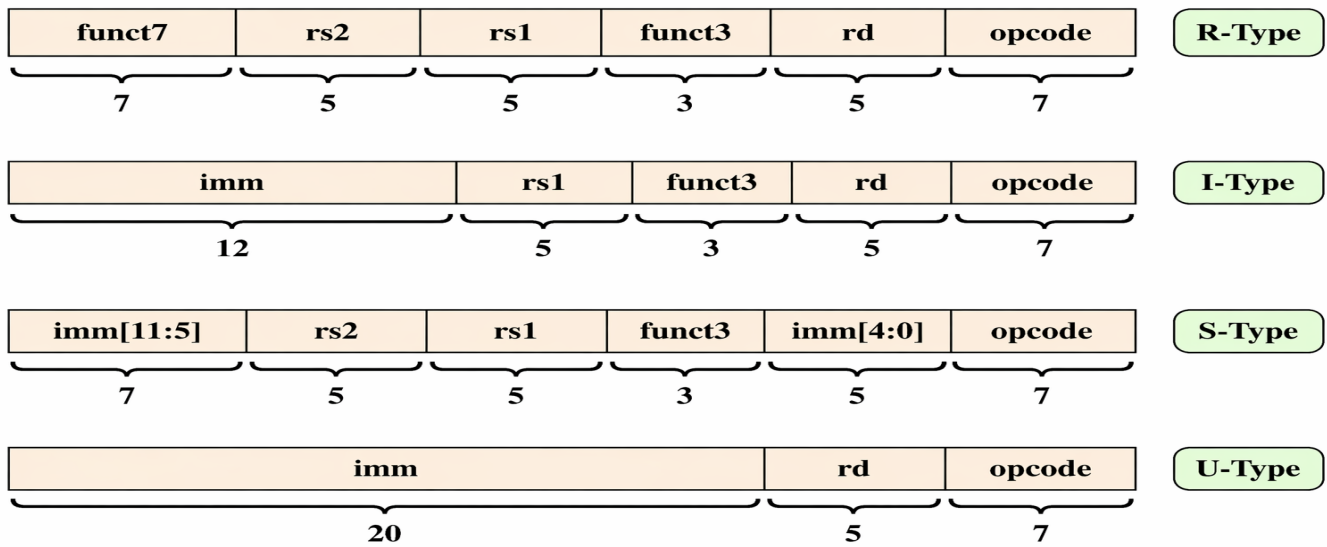 funct7 rs2 rs1 funct3 rd opcode R-Type
7 5 5 3 5 7
imm rs1 funct3 rd opcode I-Type
12 5 3 5 7
imm[11:5] rs2 rs1 funct3 imm[4:0] opcode S-Type
7 5 5 3 5 7
imm rd opcode U-Type
20 5 7